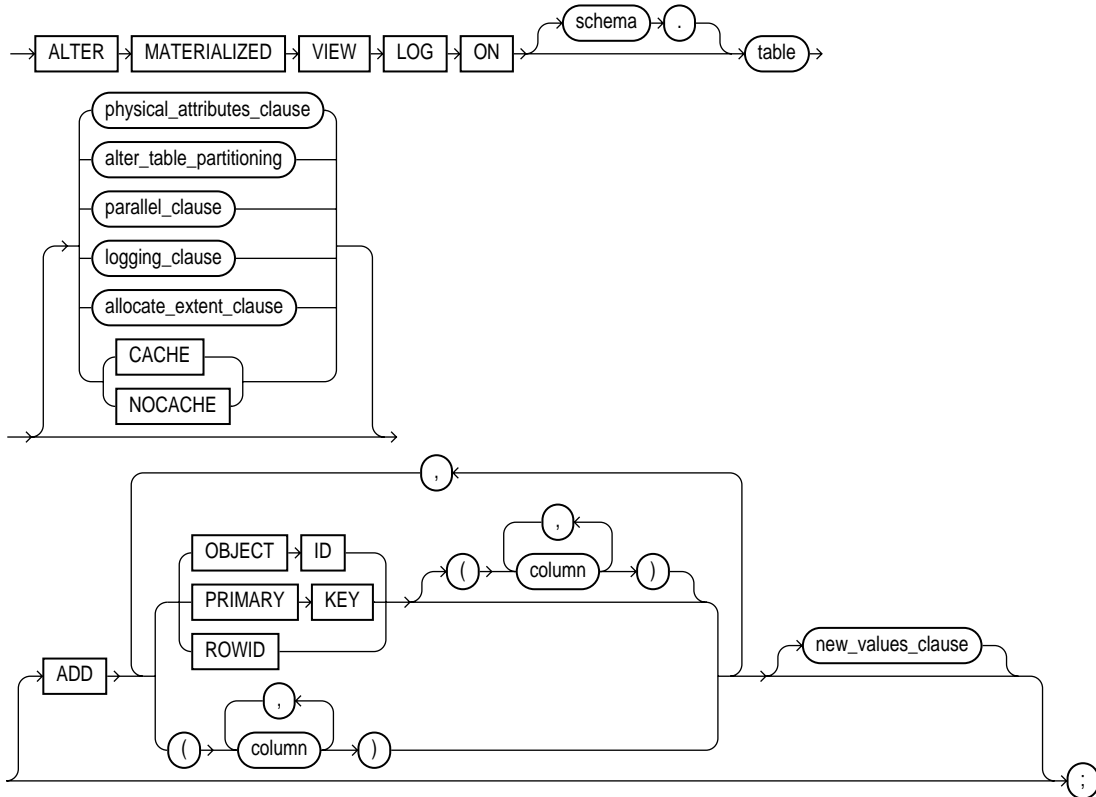 schema .
ALTER MATERIALIZED VIEW LOG ON table
physical_attributes_clause
alter_table_partitioning
parallel_clause
logging_clause
allocate_extent_clause
CACHE
NOCACHE
,
,
OBJECT ID ( column )
PRIMARY KEY
ROWID
new_values_clause
ADD
,
( column )
;